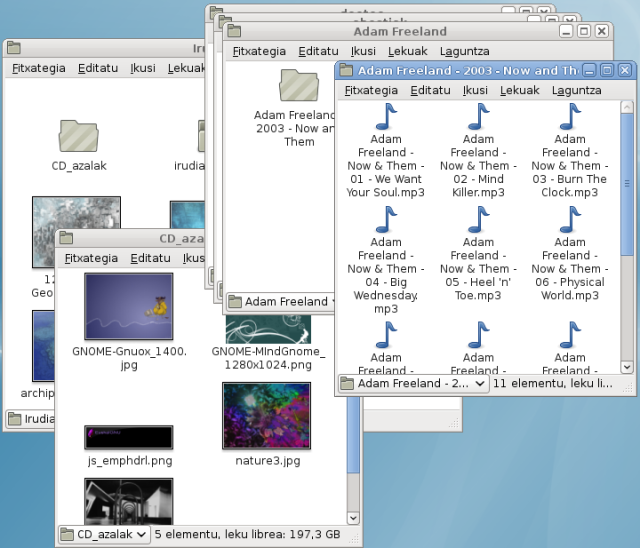 Adam Freeland
Fitxategia Editatu Ikusi Lekuak Laguntza
Adam Freeland
2003 - Now an
Them
Adam Freeland
Adam Freeland - 2003 - Now and Th
Fitxategia Editatu Ikusi Lekuak Laguntza
Adam
Freeland -
Now & Them -
01 - We Want
Your Soul.mp3
Adam
Freeland -
Now & Them -
02 - Mind
Killer.mp3
Adam
Freeland -
Now & Them -
03 - Burn The
Clock.mp3
Adam
Freeland -
Now & Them -
04 - Big
Wednesday.
mp3
Adam
Freeland -
Now & Them -
05 - Heel 'n'
Toe.mp3
Adam
Freeland -
Now & Them -
06 - Physical
World.mp3
Adam
Freeland -
Adam
Freeland -
Adam
Freeland -
Adam Freeland - 2... 11 elementu, leku li...
Fitxategia Editatu Ikusi Lekuak
CD_azalak
irudia
12
Geo
archip
Irudia
CD_aza
Fitxategia Editatu Ikus
GNOME-Gnuox_1400.
jpg
GNOME-MindGnome_
1280x1024.png
js_emphdrl.png
nature3.jpg
CD_azalak 5 elementu, leku librea: 197,3 GB